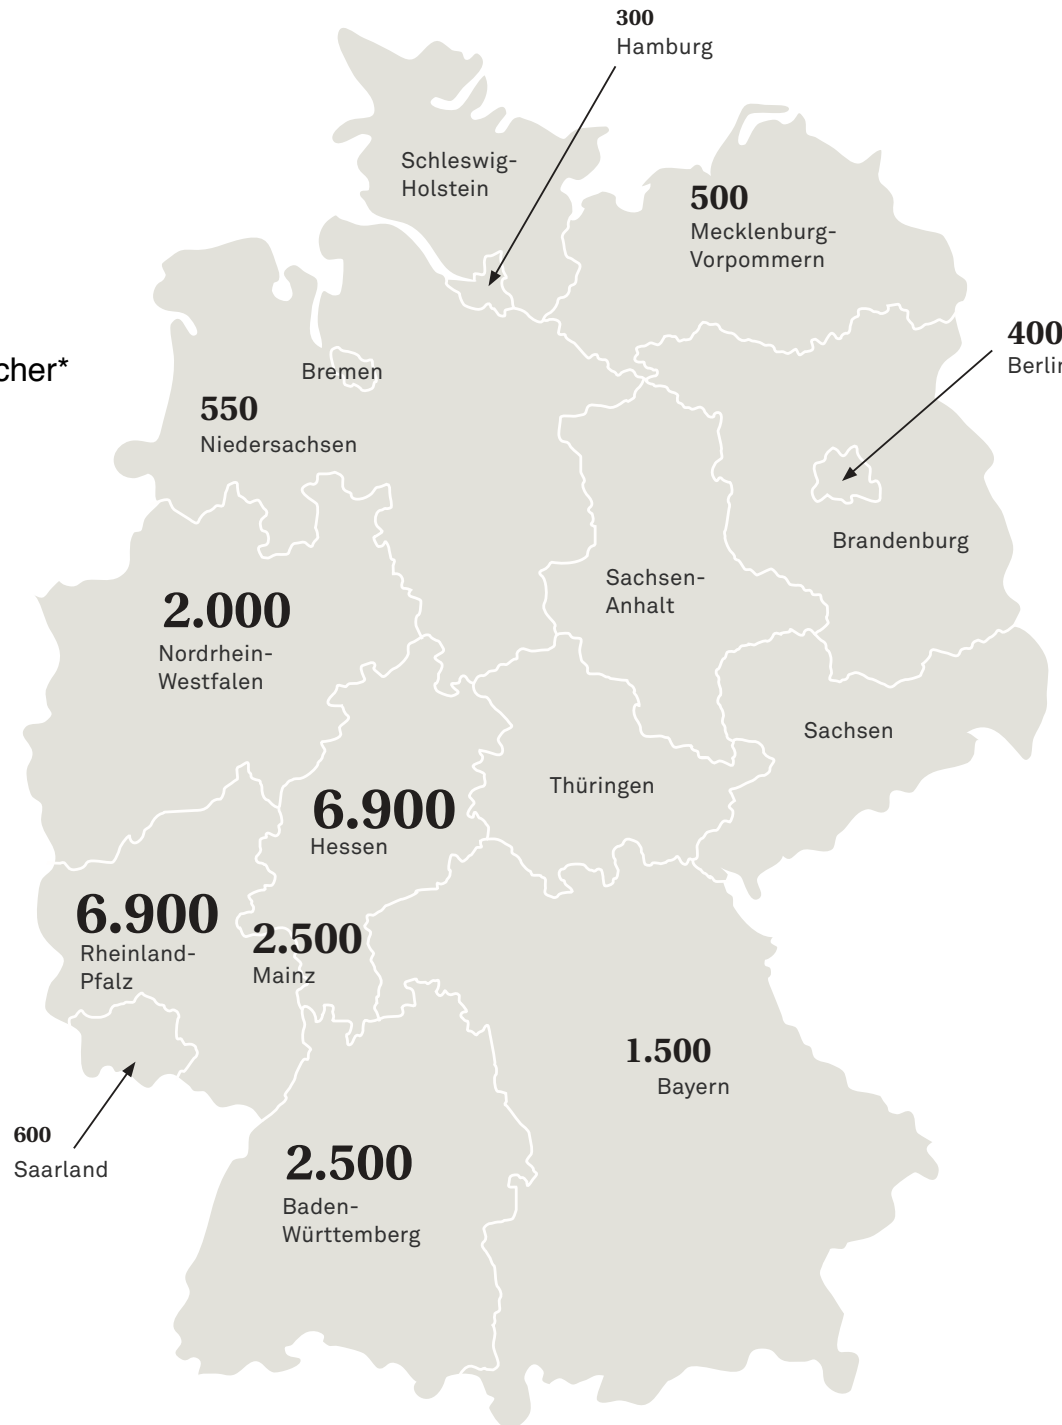 300
Hamburg
Schleswig-
Holstein
500
Mecklenburg-
Vorpommern
400
cher*
Bremen
550
Niedersachsen
Brandenburg
Sachsen-
Anhalt
2.000
Nordrhein-
Westfalen
Sachsen
Thüringen
6.900
Hessen
6.900
Rheinland-
Pfalz
2.500
Mainz
1.500
Bayern
600
Saarland
2.500
Baden-
Württemberg